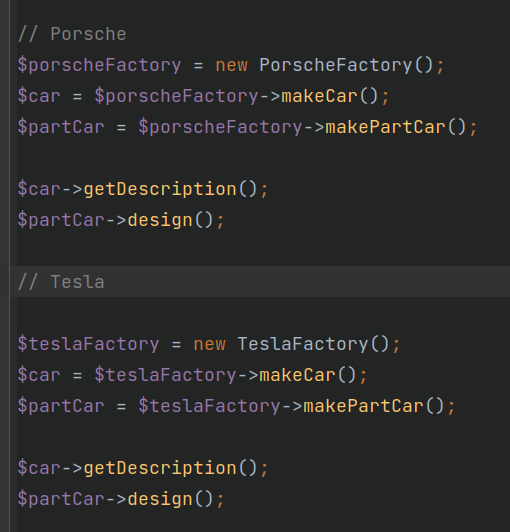 // Porsche
$porscheFactory = new PorscheFactory();
$car = $porscheFactory->makeCar();
$partCar = $porscheFactory->makePartCar();
$car->getDescription();
$partCar->design();
// Tesla
$teslaFactory = new TeslaFactory();
$car = $teslaFactory->makeCar();
$partCar = $teslaFactory->makePartCar();
$car->getDescription();
$partCar->design();